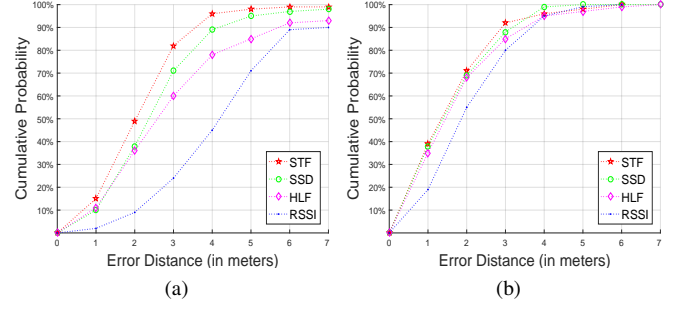 100%
90%
80%
70%
60%
50%
40%
30%
20%
10%
Cumulative Probability
STF
SSD
HLF
RSSI
0 1 2 3 4 5 6 7
Error Distance (in meters)
(a)
100%
90%
80%
70%
60%
50%
40%
30%
20%
10%
Cumulative Probability
STF
SSD
HLF
RSSI
0 1 2 3 4 5 6 7
Error Distance (in meters)
(b)